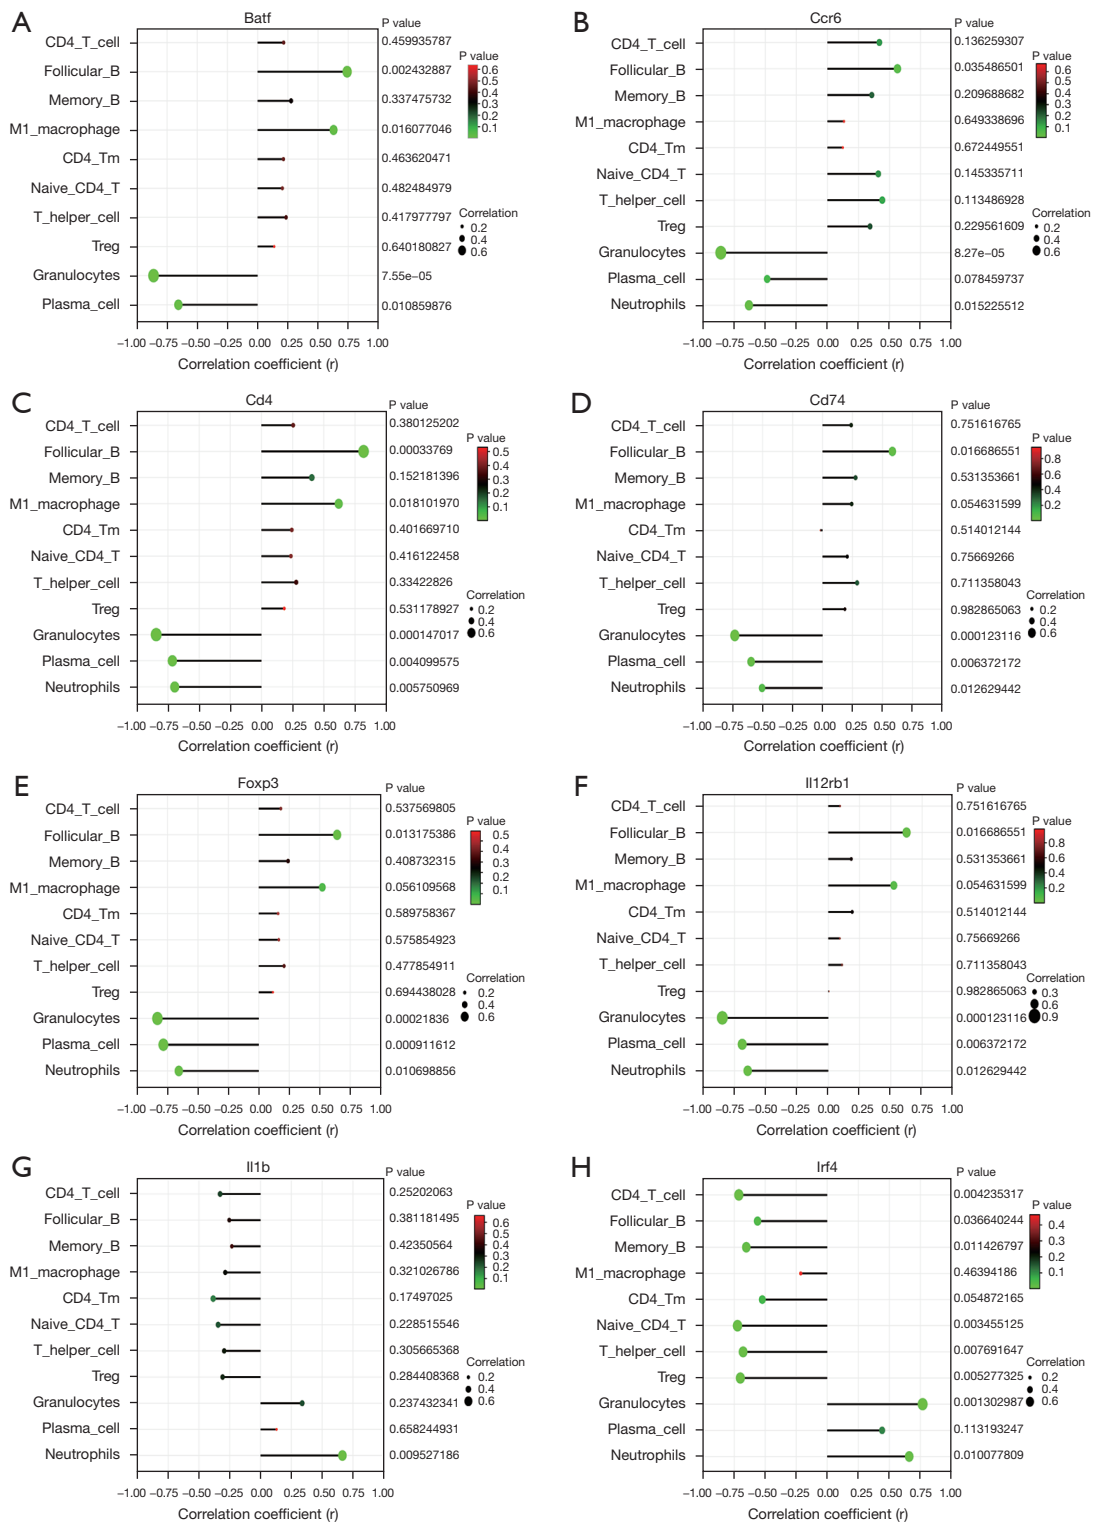 A
Batf
P value
CD4_T_cell 0.459935787
Follicular_B 0.002432887
Memory_B 0.337475732
M1_macrophage 0.016077046
CD4_Tm 0.463620471
Naive_CD4_T 0.482484979
T_helper_cell 0.417977797
Treg 0.640180827
Granulocytes 7.55e−05
Plasma_cell 0.010859876
P value
0.6
0.5
0.4
0.3
0.2
0.1
Correlation
0.2
0.4
0.6
−1.00 −0.75 −0.50 −0.25 0.00 0.25 0.50 0.75 1.00
Correlation coefficient (r)
B
Ccr6
P value
CD4_T_cell 0.136259307
Follicular_B 0.035486501
Memory_B 0.209688682
M1_macrophage 0.649338696
CD4_Tm 0.672449551
Naive_CD4_T 0.145335711
T_helper_cell 0.113486928
Treg 0.229561609
Granulocytes 8.27e−05
Plasma_cell 0.078459737
Neutrophils 0.015225512
P value
0.6
0.5
0.4
0.3
0.2
0.1
Correlation
0.2
0.4
0.6
−1.00 −0.75 −0.50 −0.25 0.00 0.25 0.50 0.75 1.00
Correlation coefficient (r)
C
Cd4
P value
CD4_T_cell 0.380125202
Follicular_B 0.00033769
Memory_B 0.152181396
M1_macrophage 0.018101970
CD4_Tm 0.401669710
Naive_CD4_T 0.416122458
T_helper_cell 0.33422826
Treg 0.531178927
Granulocytes 0.000147017
Plasma_cell 0.004099575
Neutrophils 0.005750969
P value
0.5
0.4
0.3
0.2
0.1
Correlation
0.2
0.4
0.6
−1.00 −0.75 −0.50 −0.25 0.00 0.25 0.50 0.75 1.00
Correlation coefficient (r)
D
Cd74
P value
CD4_T_cell 0.751616765
Follicular_B 0.016686551
Memory_B 0.531353661
M1_macrophage 0.054631599
CD4_Tm 0.514012144
Naive_CD4_T 0.75669266
T_helper_cell 0.711358043
Treg 0.982865063
Granulocytes 0.000123116
Plasma_cell 0.006372172
Neutrophils 0.012629442
P value
0.8
0.6
0.4
0.2
Correlation
0.2
0.4
0.6
−1.00 −0.75 −0.50 −0.25 0.00 0.25 0.50 0.75 1.00
Correlation coefficient (r)
E
Foxp3
P value
CD4_T_cell 0.537569805
Follicular_B 0.013175386
Memory_B 0.408732315
M1_macrophage 0.056109568
CD4_Tm 0.589758367
Naive_CD4_T 0.575854923
T_helper_cell 0.477854911
Treg 0.694438028
Granulocytes 0.00021836
Plasma_cell 0.000911612
Neutrophils 0.010698856
P value
0.5
0.4
0.3
0.2
0.1
Correlation
0.2
0.4
0.6
−1.00 −0.75 −0.50 −0.25 0.00 0.25 0.50 0.75 1.00
Correlation coefficient (r)
F
Il12rb1
P value
CD4_T_cell 0.751616765
Follicular_B 0.016686551
Memory_B 0.531353661
M1_macrophage 0.054631599
CD4_Tm 0.514012144
Naive_CD4_T 0.75669266
T_helper_cell 0.711358043
Treg 0.982865063
Granulocytes 0.000123116
Plasma_cell 0.006372172
Neutrophils 0.012629442
P value
0.8
0.6
0.4
0.2
Correlation
0.3
0.6
0.9
−1.00 −0.75 −0.50 −0.25 0.00 0.25 0.50 0.75 1.00
Correlation coefficient (r)
G
Il1b
P value
CD4_T_cell 0.25202063
Follicular_B 0.381181495
Memory_B 0.42350564
M1_macrophage 0.321026786
CD4_Tm 0.17497025
Naive_CD4_T 0.228515546
T_helper_cell 0.305665368
Treg 0.284408368
Granulocytes 0.237432341
Plasma_cell 0.658244931
Neutrophils 0.009527186
P value
0.6
0.5
0.4
0.3
0.2
0.1
Correlation
0.2
0.4
0.6
−1.00 −0.75 −0.50 −0.25 0.00 0.25 0.50 0.75 1.00
Correlation coefficient (r)
H
Irf4
P value
CD4_T_cell 0.004235317
Follicular_B 0.036640244
Memory_B 0.011426797
M1_macrophage 0.46394186
CD4_Tm 0.054872165
Naive_CD4_T 0.003455125
T_helper_cell 0.007691647
Treg 0.005277325
Granulocytes 0.001302987
Plasma_cell 0.113193247
Neutrophils 0.010077809
P value
0.4
0.3
0.2
0.1
Correlation
0.2
0.4
0.6
−1.00 −0.75 −0.50 −0.25 0.00 0.25 0.50 0.75 1.00
Correlation coefficient (r)